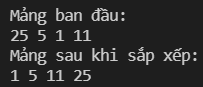 Mảng ban đầu:
25 5 1 11
Mảng sau khi sắp xếp:
1 5 11 25